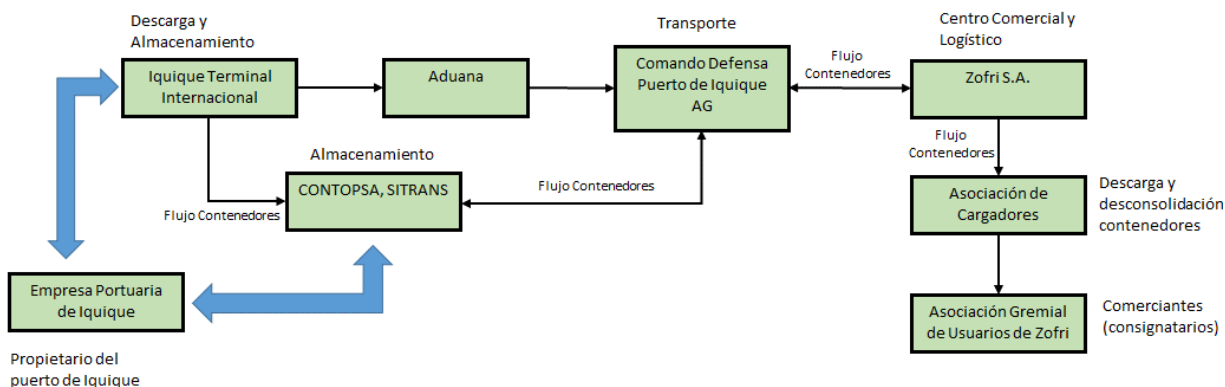 Descarga y
Almacenamiento
Iquique Terminal
Internacional
Aduana
Transporte
Comando Defensa
Puerto de Iquique
AG
Flujo
Contenedores
Centro Comercial y
Logístico
Zofri S.A.
Flujo
Contenedores
Almacenamiento
CONTOPSA, SITRANS
Flujo Contenedores
Flujo Contenedores
Asociación de
Cargadores
Descarga y
desconsolidación
contenedores
Empresa Portuaria
de Iquique
Propietario del
puerto de Iquique
Asociación Gremial
de Usuarios de Zofri
Comerciantes
(consignatarios)